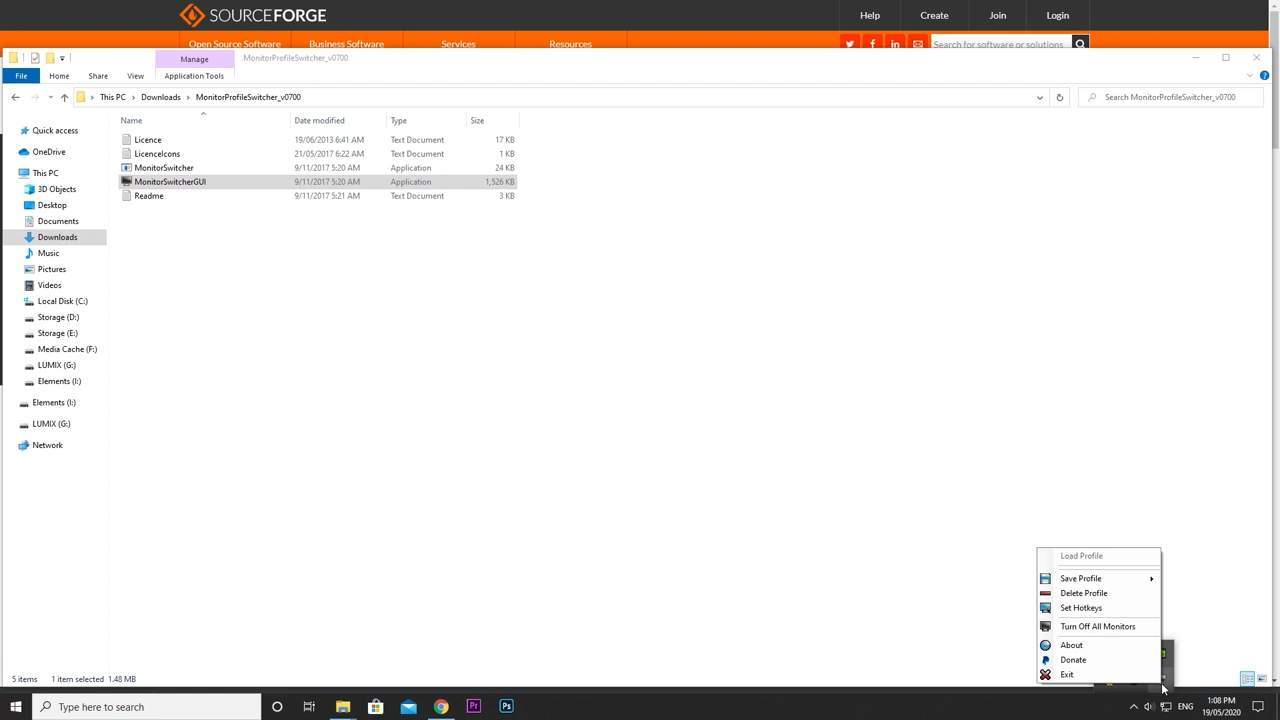 SOURCEFORGE
Help
Create
Join
Login
Open Source Software
Business Software
Services
Resources
Search for software or solutions
Manage
MonitorProfileSwitcher_v0700
File
Home
Share
View
Application Tools
This PC
Downloads
MonitorProfileSwitcher_v0700
Search MonitorProfileSwitcher_v0700
Name
Date modified
Type
Size
Licence
19/06/2013 6:41 AM
Text Document
17 KB
LicenceIcons
21/05/2017 6:22 AM
Text Document
1 KB
MonitorSwitcher
9/11/2017 5:20 AM
Application
24 KB
MonitorSwitcherGUI
9/11/2017 5:20 AM
Application
1,526 KB
Readme
9/11/2017 5:21 AM
Text Document
3 KB
Quick access
OneDrive
This PC
3D Objects
Desktop
Documents
Downloads
Music
Pictures
Videos
Local Disk (C:)
Storage (D:)
Storage (E:)
Media Cache (F:)
LUMIX (G:)
Elements (I:)
Elements (I:)
LUMIX (G:)
Network
Load Profile
Save Profile
Delete Profile
Set Hotkeys
Turn Off All Monitors
About
Donate
Exit
5 items
1 item selected 1.48 MB
Type here to search
Pr
Ps
ENG
1:08 PM
19/05/2020